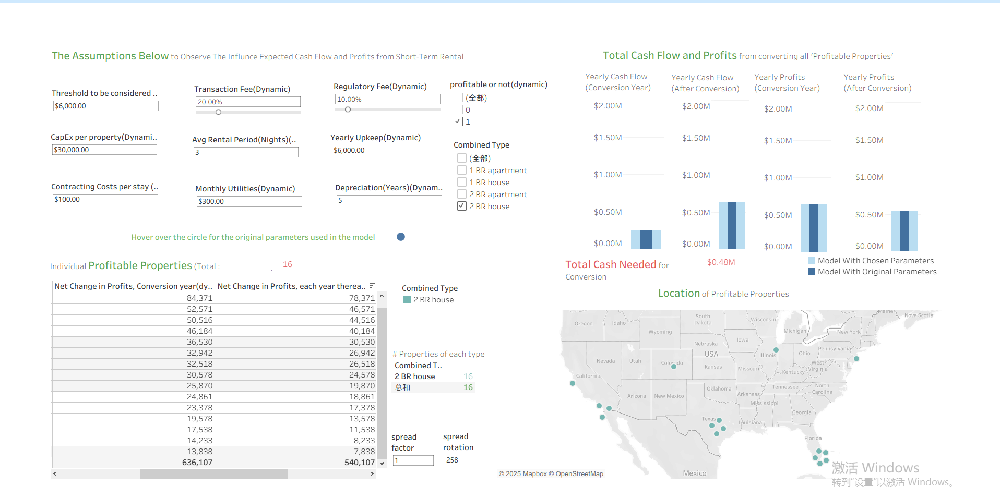 The Assumptions Below to Observe The Influnce Expected Cash Flow and Profits from Short-Term Rental
Threshold to be considered ..
$6,000.00
Transaction Fee(Dynamic)
20.00%
Regulatory Fee(Dynamic)
10.00%
profitable or not(dynamic)
(全部)
0
1
CapEx per property(Dynami..
$30,000.00
Avg Rental Period(Nights)(..
3
Yearly Upkeep(Dynamic)
$6,000.00
Combined Type
(全部)
1 BR apartment
1 BR house
2 BR apartment
2 BR house
Contracting Costs per stay (..
$100.00
Monthly Utilities(Dynamic)
$300.00
Depreciation(Years)(Dynam..
5
Hover over the circle for the original parameters used in the model
Total Cash Flow and Profits from converting all 'Profitable Properties'
Yearly Cash Flow
(Conversion Year)
$2.00M
$1.50M
$1.00M
$0.50M
$0.00M
Yearly Cash Flow
(After Conversion)
$2.00M
$1.50M
$1.00M
$0.50M
$0.00M
Yearly Profits
(Conversion Year)
$2.00M
$1.50M
$1.00M
$0.50M
$0.00M
Yearly Profits
(After Conversion)
$2.00M
$1.50M
$1.00M
$0.50M
$0.00M
Total Cash Needed for
Conversion
$0.48M
Model With Chosen Parameters
Model With Original Parameters
Individual Profitable Properties (Total :
16
Net Change in Profits, Conversion year(dy.. Net Change in Profits, each year therea..
84,371 78,371
52,571 46,571
50,516 44,516
46,184 40,184
36,530 30,530
32,942 26,942
32,518 26,518
30,578 24,578
25,870 19,870
24,861 18,861
23,378 17,378
19,578 13,578
17,538 11,538
14,233 8,233
13,838 7,838
636,107 540,107
Combined Type
2 BR house
# Properties of each type
Combined T..
2 BR house 16
总和 16
spread
factor
1
spread
rotation
258
Location of Profitable Properties
Oregon
Idaho
Wyoming
South
Dakota
Wisconsin
Michigan
New York
Maine
Nova Scotia
Nebraska
Iowa
Pennsylvania
Nevada
Utah
Colorado
USA
Illinois
Ohio
California
Kansas
Missouri
West
Virginia
Kentucky
Arizona
New Mexico
Oklahoma
Arkansas
Tennessee
North
Carolina
Mississippi
Georgia
Texas
Louisiana
Florida
Mexico
© 2025 Mapbox © OpenStreetMap
激活 Windows
转到"设置"以激活 Windows。